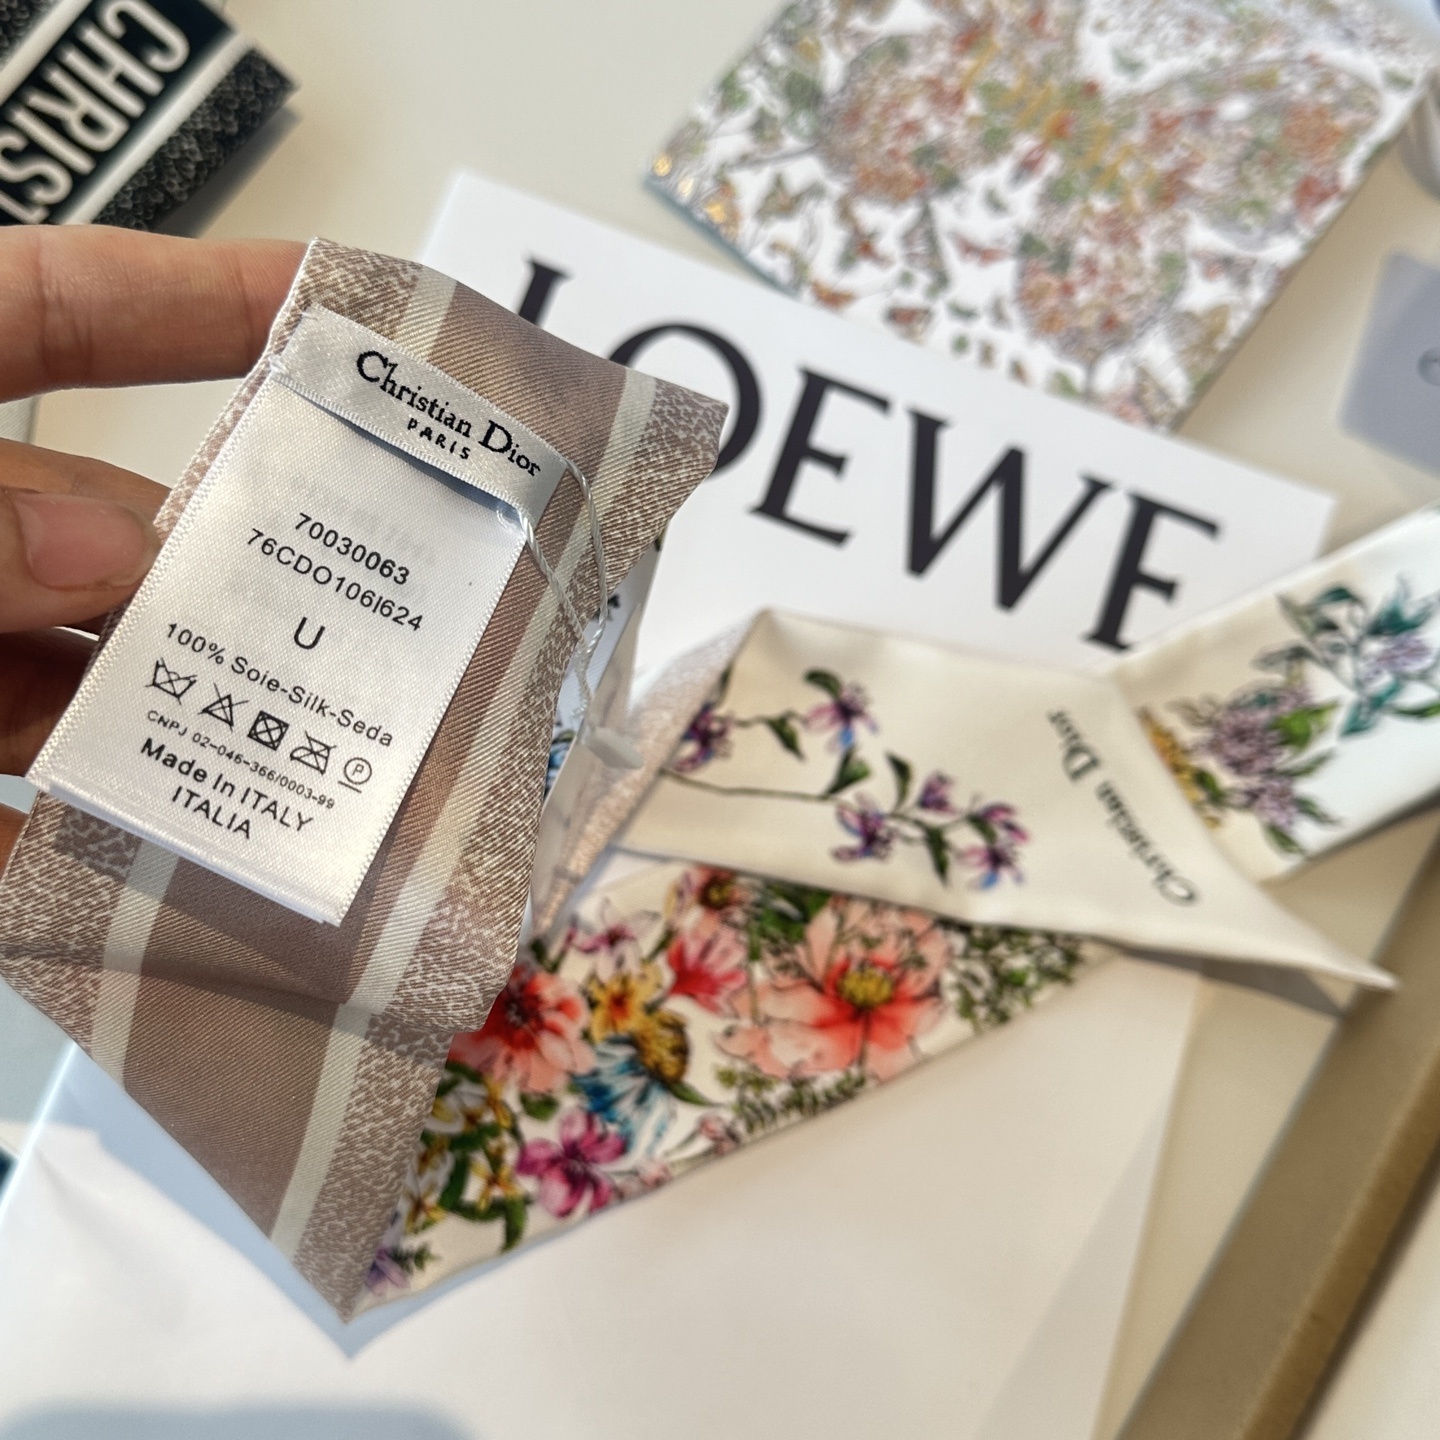 CHRIST
LOEWE
Christian Dior
PARIS
70030063
76CDO106I624
U
100% Soie-Silk-Seda
CNPJ 02-046-366/0003-99
P
Made In ITALY
ITALIA
Christian Dior